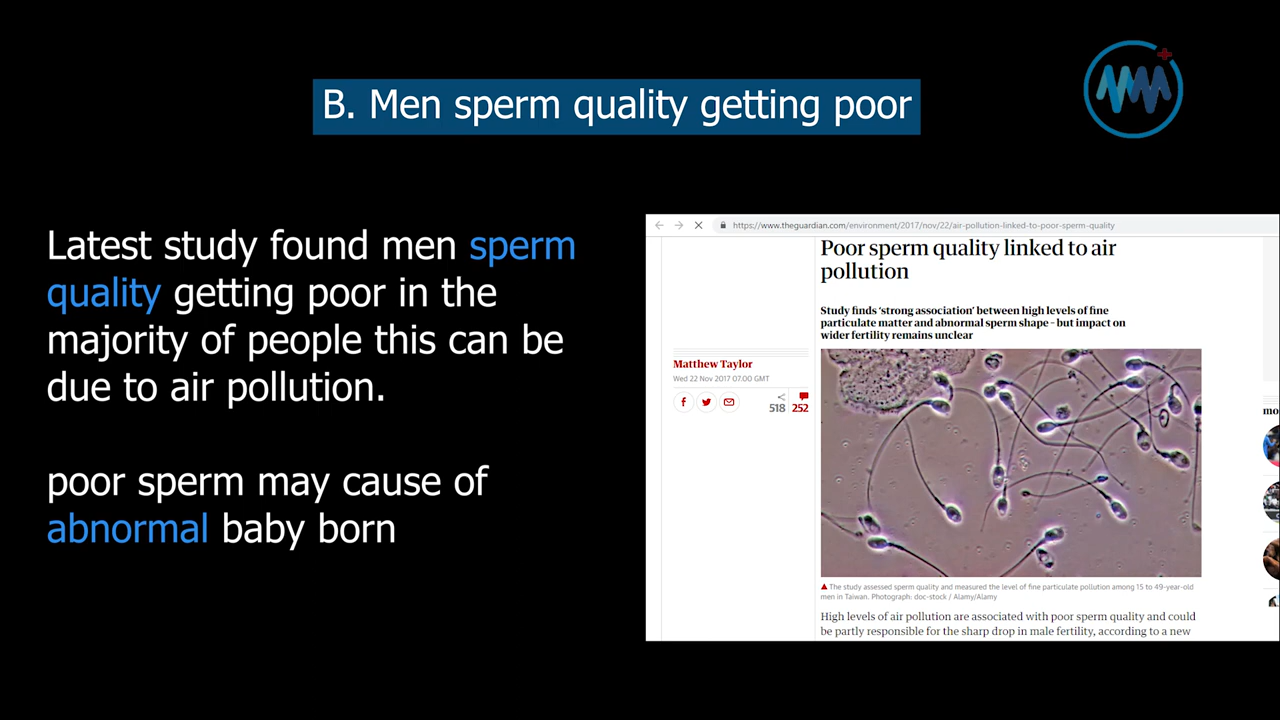 B. Men sperm quality getting poor
Latest study found men sperm
quality getting poor in the
majority of people this can be
due to air pollution.
poor sperm may cause of
abnormal baby born
https://www.theguardian.com/environment/2017/nov/22/air-pollution-linked-to-poor-sperm-quality
Poor sperm quality linked to air
pollution
Study finds ‘strong association’ between high levels of fine
particulate matter and abnormal sperm shape – but impact on
wider fertility remains unclear
Matthew Taylor
Wed 22 Nov 2017 07.00 GMT
518 252
mo
The study assessed sperm quality and measured the level of fine particulate pollution among 15 to 49-year-old
men in Taiwan. Photograph: doc-stock / Alamy/Alamy
High levels of air pollution are associated with poor sperm quality and could
be partly responsible for the sharp drop in male fertility, according to a new